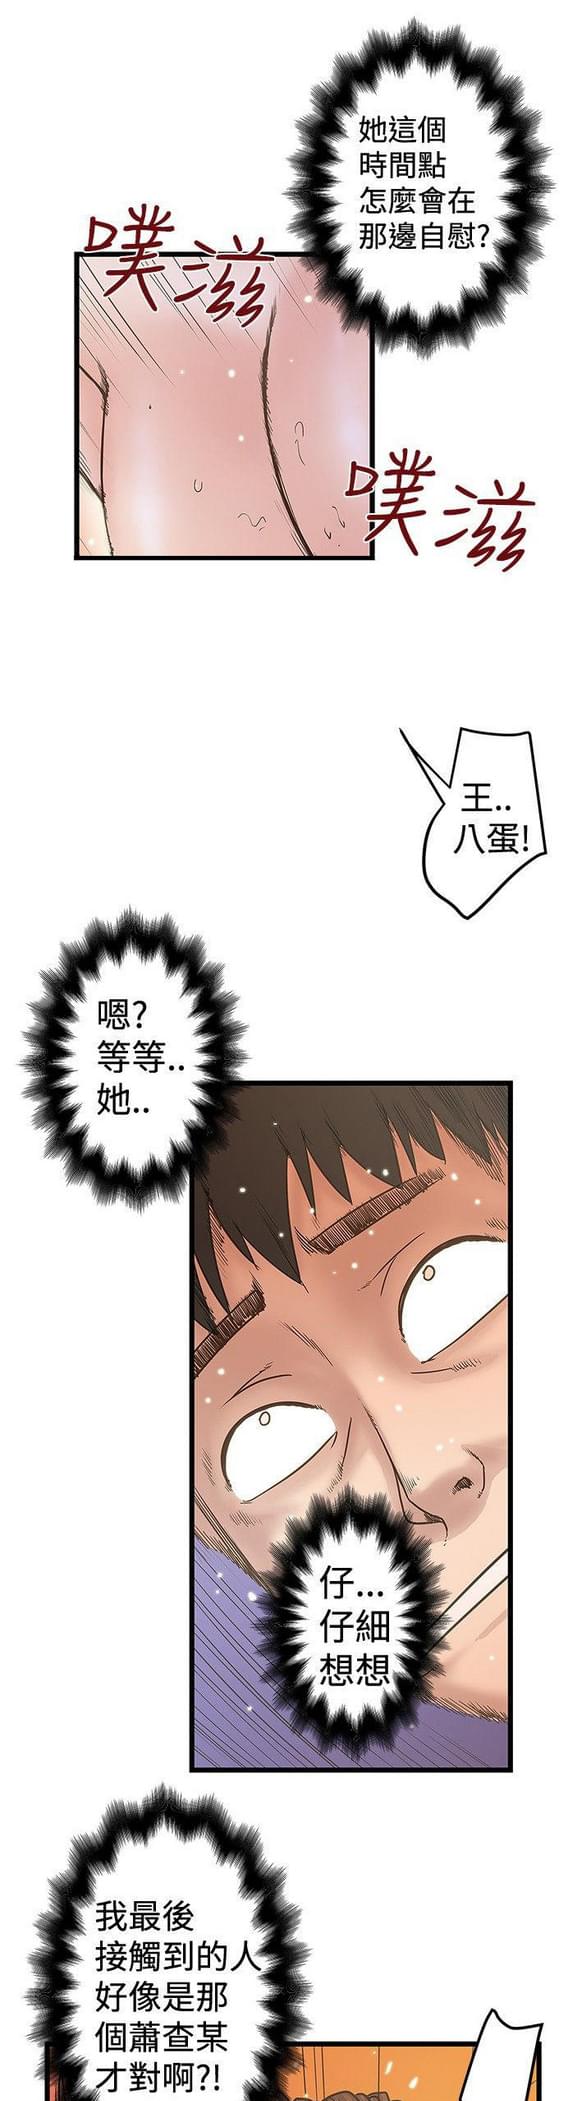 她這個
時間點
怎麼會在
那邊自慰?
噗滋
噗滋
王..
八蛋!
嗯?
等等..
她..
仔...
仔細
想想
我最後
接觸到的人
好像是那
個蕭查某
才對啊?!